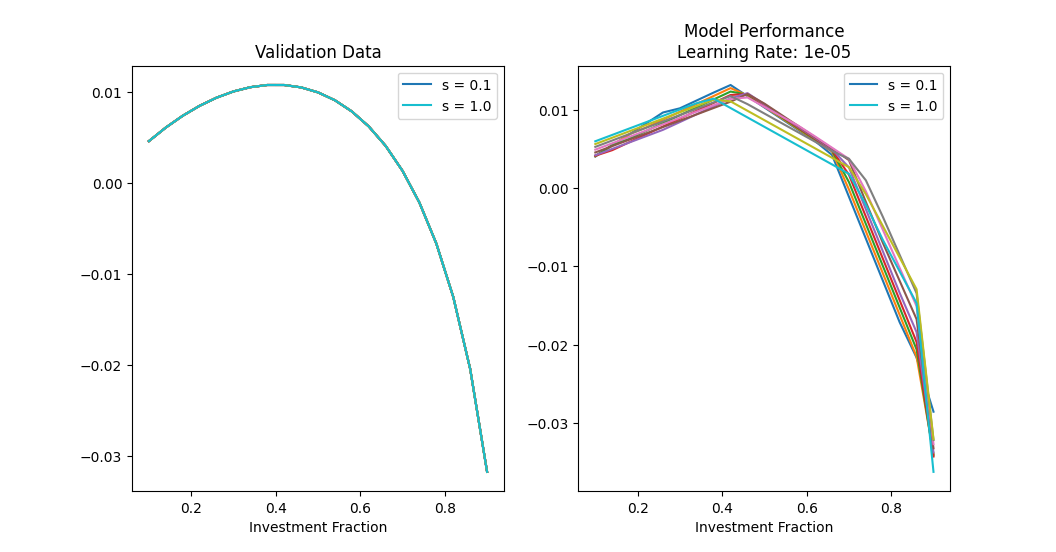 Validation Data
s = 0.1
s = 1.0
0.01
0.00
−0.01
−0.02
−0.03
0.2 0.4 0.6 0.8
Investment Fraction
Model Performance
Learning Rate: 1e-05
s = 0.1
s = 1.0
0.01
0.00
−0.01
−0.02
−0.03
0.2 0.4 0.6 0.8
Investment Fraction